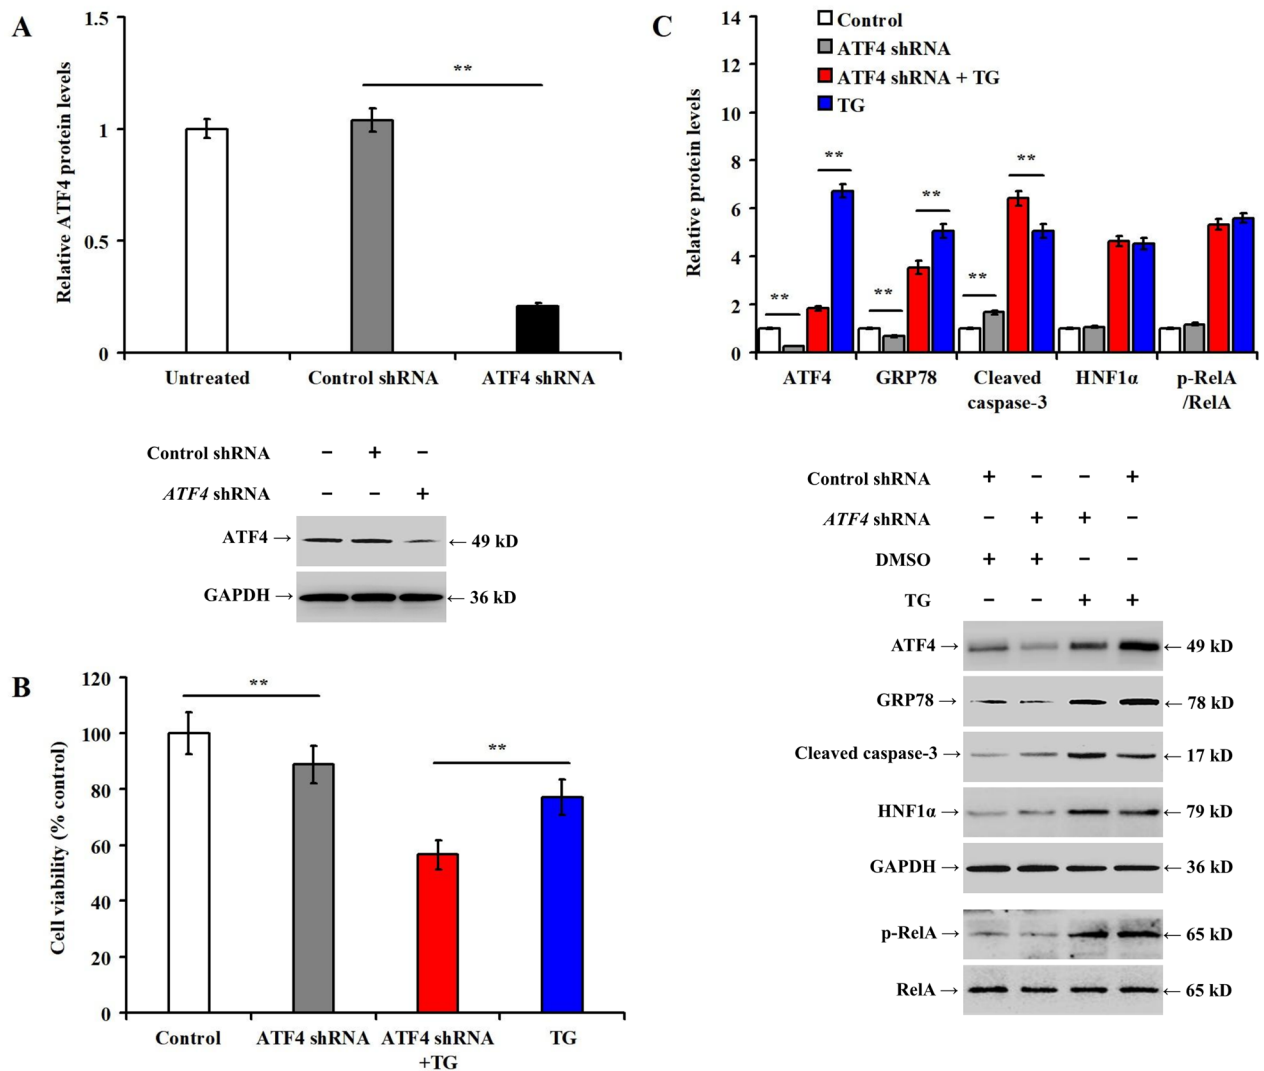 A
1.5
1
0.5
0
Relative ATF4 protein levels
**
Untreated
Control shRNA
ATF4 shRNA
Control shRNA − + −
ATF4 shRNA − − +
ATF4 → ← 49 kD
GAPDH → ← 36 kD
B
120
100
80
60
40
20
0
Cell viability (% control)
**
**
Control
ATF4 shRNA
ATF4 shRNA
+TG
TG
C
14
12
10
8
6
4
2
0
Relative protein levels
Control
ATF4 shRNA
ATF4 shRNA + TG
TG
**
**
**
**
**
**
ATF4
GRP78
Cleaved
caspase-3
HNF1α
p-RelA
/RelA
Control shRNA + − − +
ATF4 shRNA − + + −
DMSO + + − −
TG − − + +
ATF4 → ← 49 kD
GRP78 → ← 78 kD
Cleaved caspase-3 → ← 17 kD
HNF1α → ← 79 kD
GAPDH → ← 36 kD
p-RelA → ← 65 kD
RelA → ← 65 kD